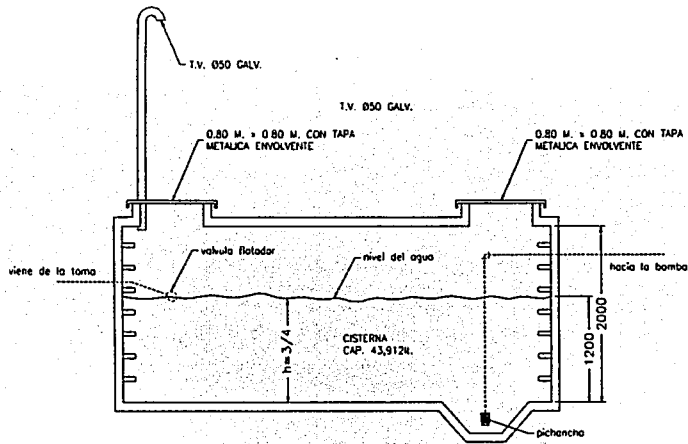 T.V. Ø50 GALV.
T.V. Ø50 GALV.
0.80 M. x 0.80 M. CON TAPA
METALICA ENVOLVENTE
0.80 M. x 0.80 M. CON TAPA
METALICA ENVOLVENTE
valvula flotador
nivel del agua
viene de la toma
hacia la bomba
h=3/4
CISTERNA
CAP. 43,912lt.
1200
2000
pichancha